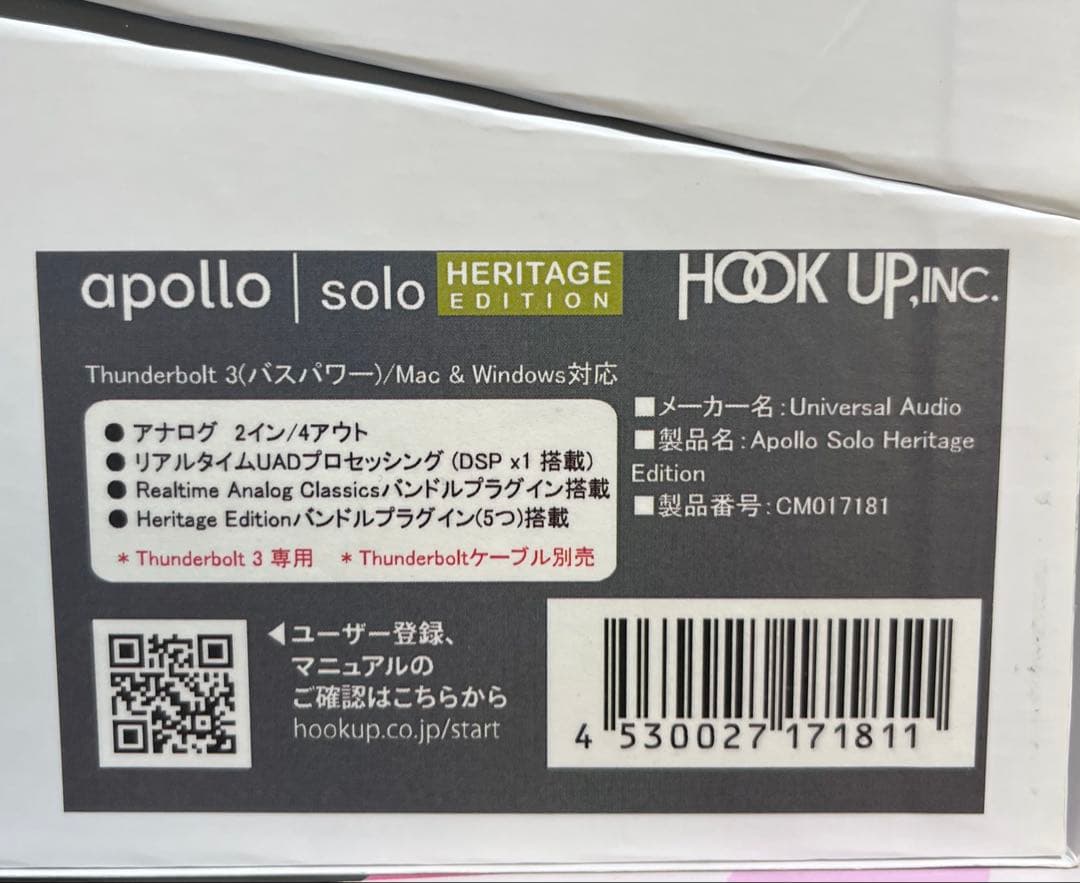 apollo | solo HERITAGE EDITION
HOOK UP, INC.
Thunderbolt 3(バスパワー)/Mac & Windows対応
● アナログ 2イン/4アウト
● リアルタイムUADプロセッシング (DSP x1 搭載)
● Realtime Analog Classicsバンドルプラグイン搭載
● Heritage Editionバンドルプラグイン(5つ)搭載
* Thunderbolt 3 専用 * Thunderboltケーブル別売
■メーカー名:Universal Audio
■製品名:Apollo Solo Heritage
Edition
■製品番号:CM017181
◀ユーザー登録、
マニュアルの
ご確認はこちらから
hookup.co.jp/start
4 530027 171811